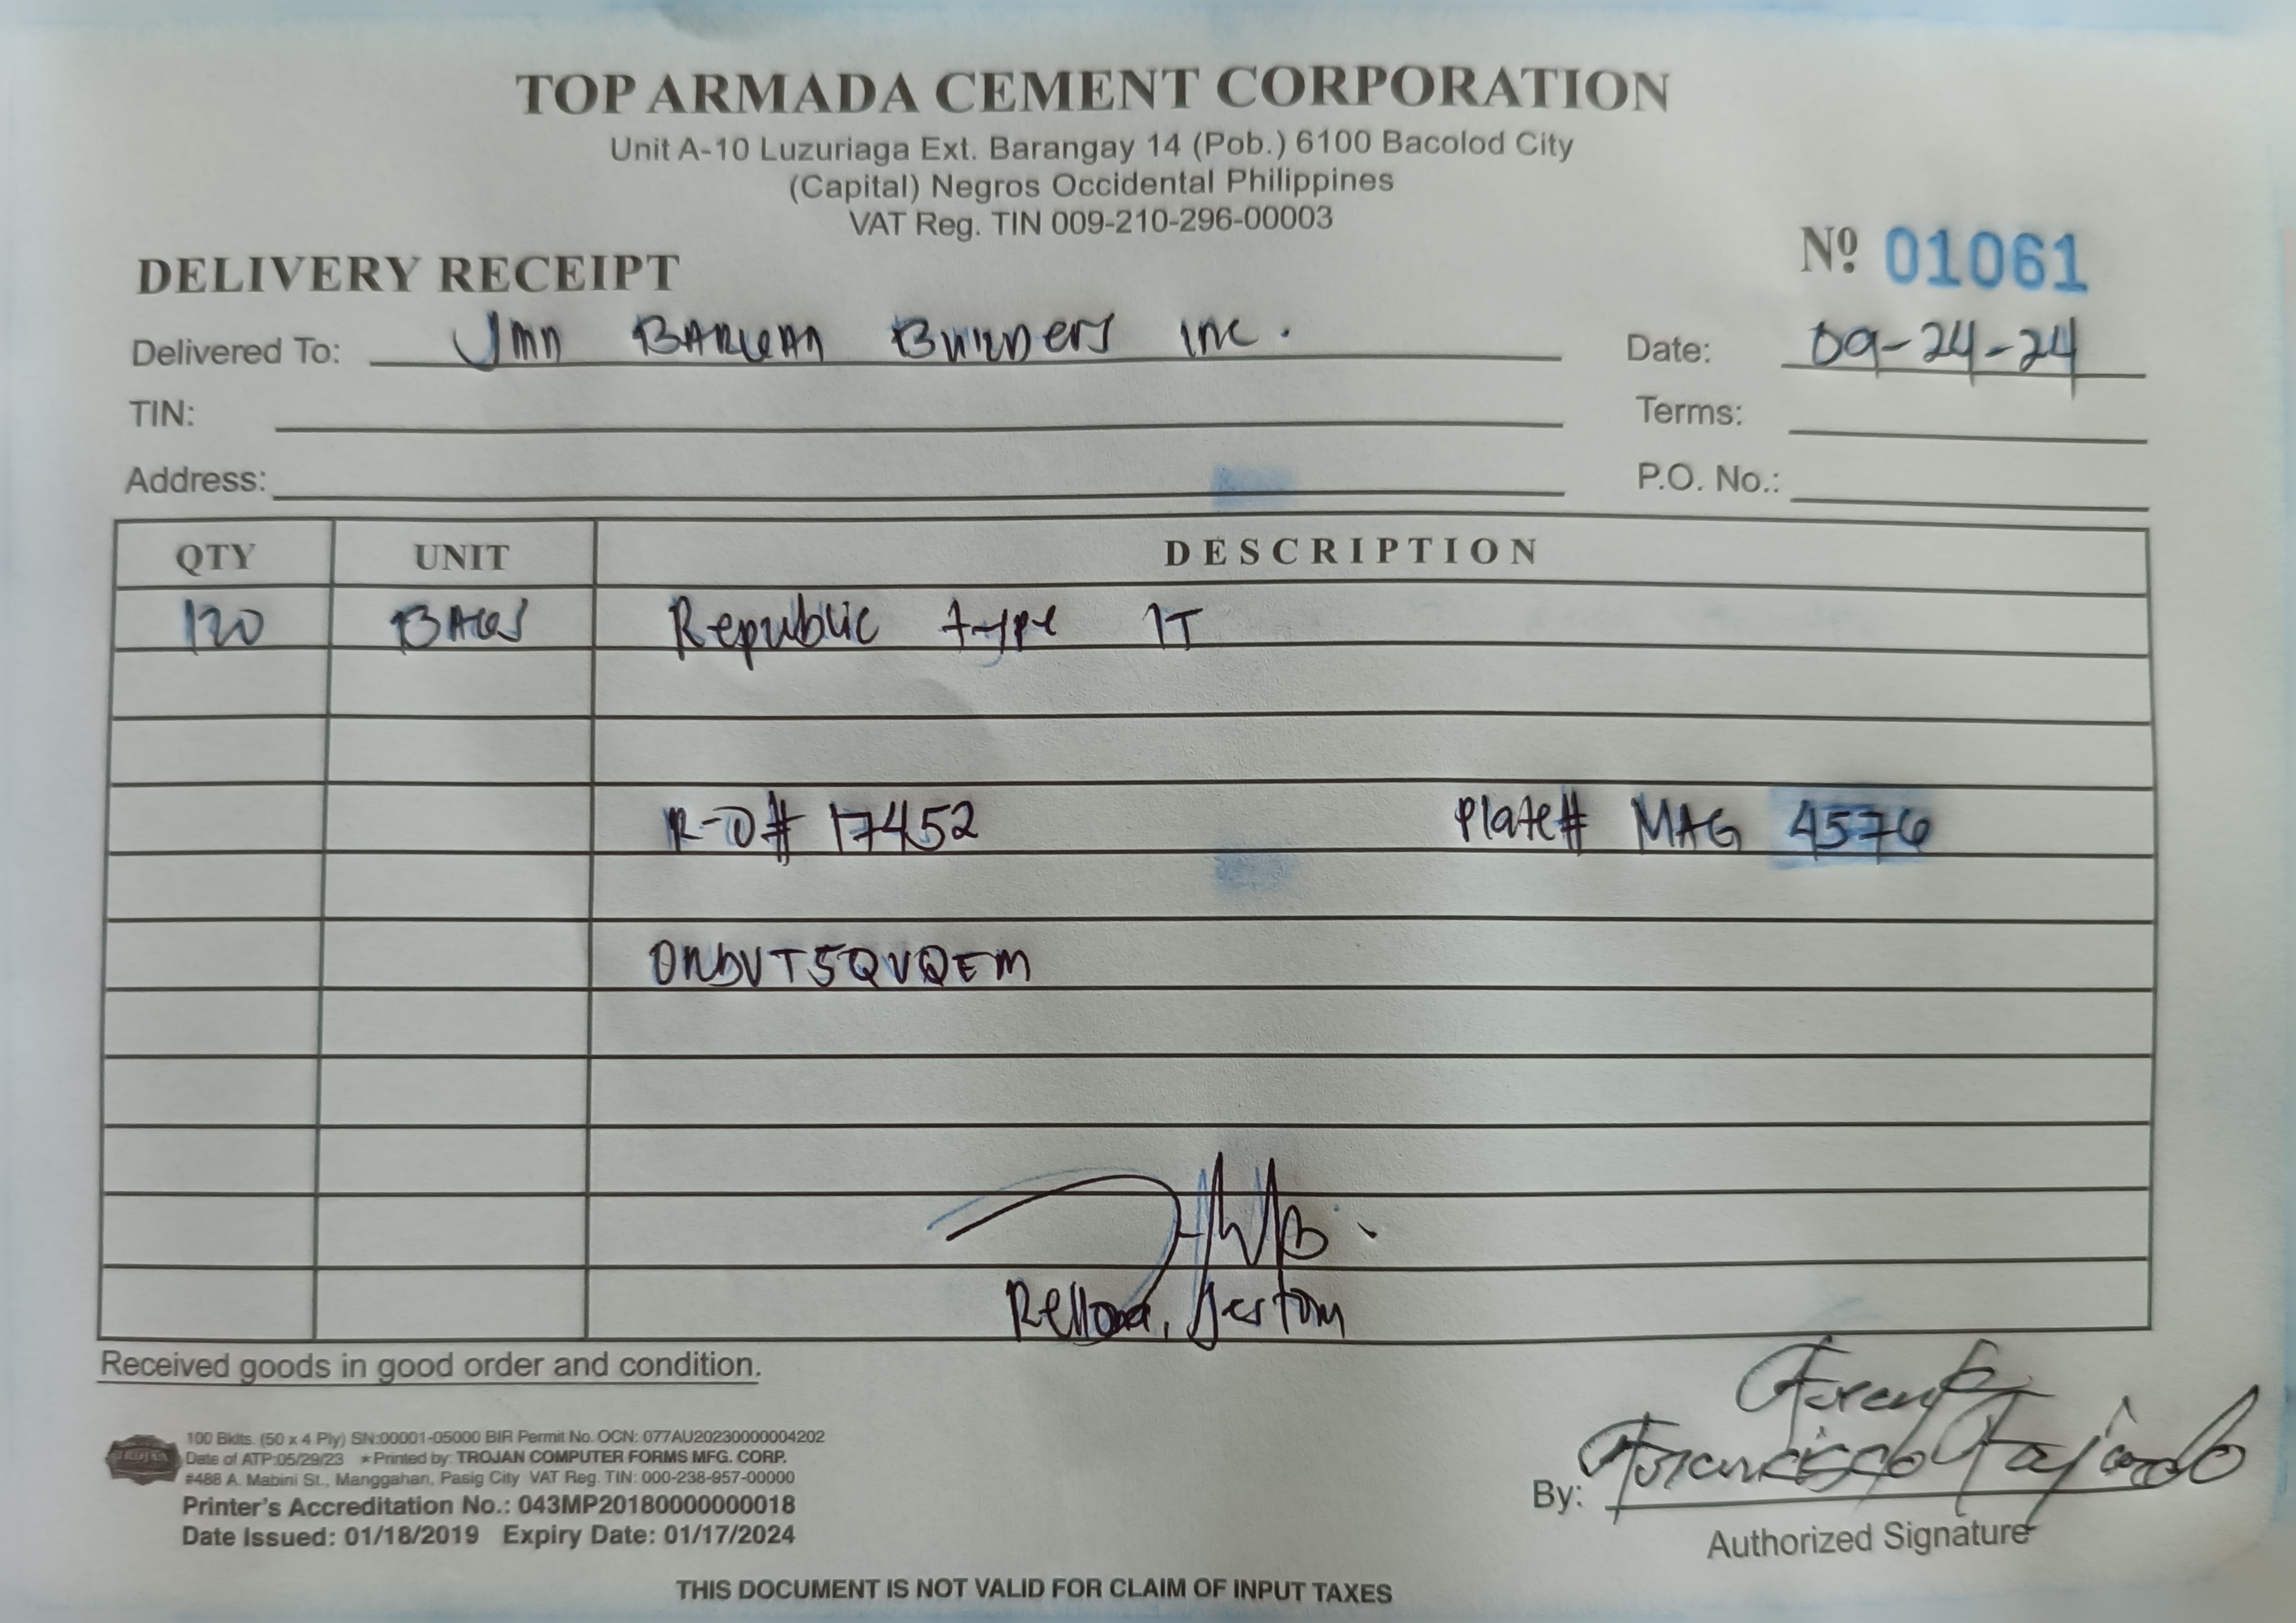 TOP ARMADA CEMENT CORPORATION
Unit A-10 Luzuriaga Ext. Barangay 14 (Pob.) 6100 Bacolod City
(Capital) Negros Occidental Philippines
VAT Reg. TIN 009-210-296-00003
Nº 01061
DELIVERY RECEIPT
Delivered To: Builders Inc.
Date: 09-24-24
TIN:
Terms:
Address:
P.O. No.:
QTY UNIT DESCRIPTION
120 BAGS Republic type 1T
R-O# 17452 Plate# MAG 4576
ONDVT5QVQEM
Received goods in good order and condition.
100 Bklts. (50 x 4 Ply) SN:00001-05000 BIR Permit No. OCN: 077AU20230000004202
Date of ATP:05/29/23 ★Printed by: TROJAN COMPUTER FORMS MFG. CORP.
#488 A. Mabini St., Manggahan, Pasig City VAT Reg. TIN: 000-238-957-00000
Printer's Accreditation No.: 043MP20180000000018
Date Issued: 01/18/2019 Expiry Date: 01/17/2024
By: Francisco Fajardo
Authorized Signature
THIS DOCUMENT IS NOT VALID FOR CLAIM OF INPUT TAXES